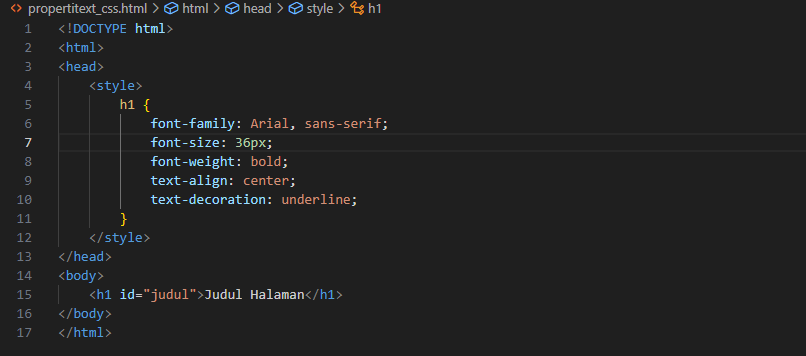 propertitext_css.html > html > head > style > h1
1 <!DOCTYPE html>
2 <html>
3 <head>
4     <style>
5         h1 {
6             font-family: Arial, sans-serif;
7             font-size: 36px;
8             font-weight: bold;
9             text-align: center;
10             text-decoration: underline;
11         }
12     </style>
13 </head>
14 <body>
15     <h1 id="judul">Judul Halaman</h1>
16 </body>
17 </html>